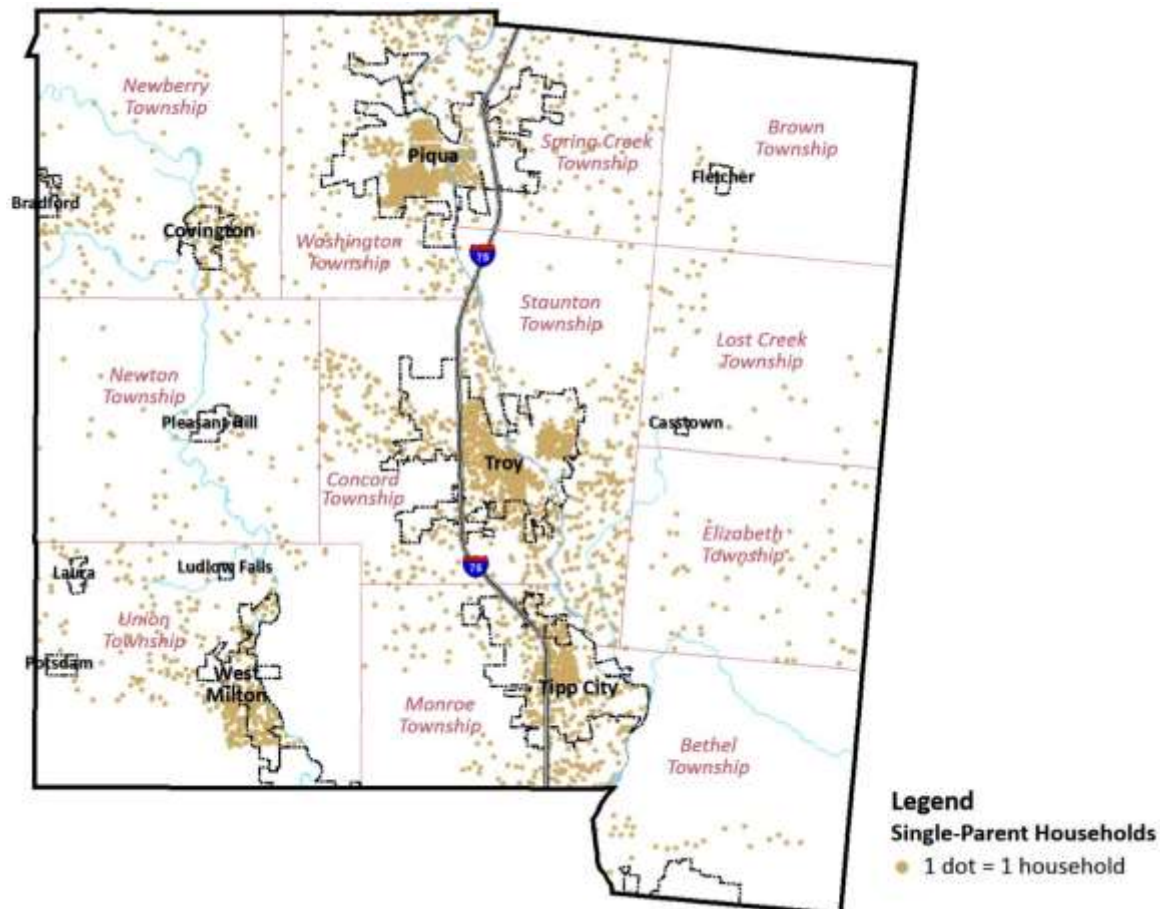 Newberry
Township
Piqua
Spring Creek
Township
Brown
Township
Fletcher
Bradford
Covington
Washington
Township
75
Staunton
Township
Lost Creek
Township
Newton
Township
Pleasant Hill
Casstown
Troy
Concord
Township
Elizabeth
Township
75
Laura
Ludlow Falls
Union
Township
Potsdam
West
Milton
Tipp City
Monroe
Township
Bethel
Township
Legend
Single-Parent Households
1 dot = 1 household